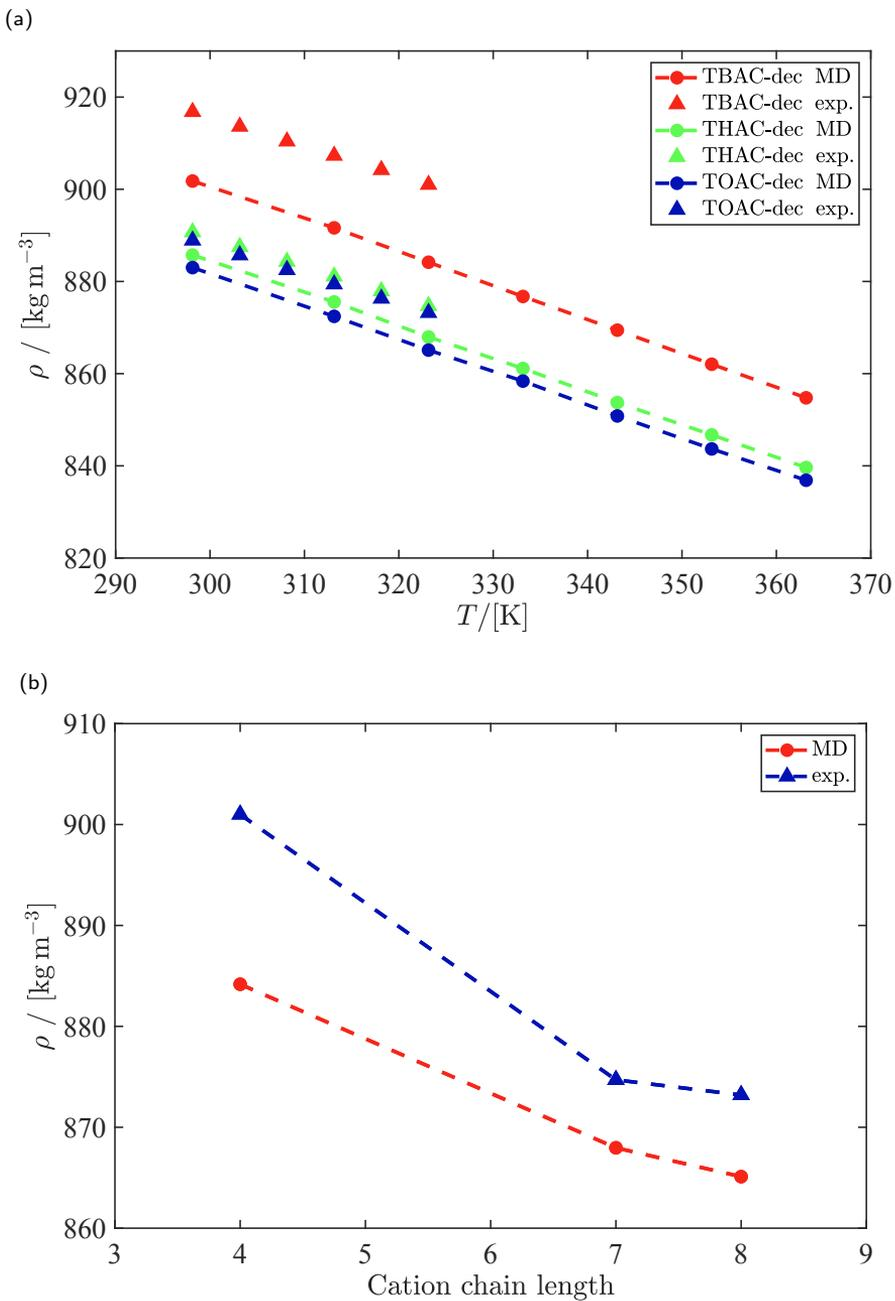 (a)
920
900
880
860
840
820
290 300 310 320 330 340 350 360 370
T/[K]
ρ / [kg m−3]
TBAC-dec MD
TBAC-dec exp.
THAC-dec MD
THAC-dec exp.
TOAC-dec MD
TOAC-dec exp.
(b)
910
900
890
880
870
860
3 4 5 6 7 8 9
Cation chain length
ρ / [kg m−3]
MD
exp.